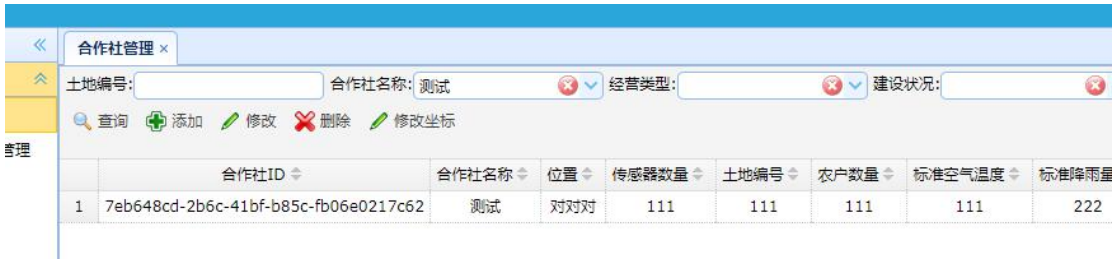 合作社管理
土地编号: 合作社名称: 测试 经营类型: 建设状况:
查询 添加 修改 删除 修改坐标
管理
合作社ID 合作社名称 位置 传感器数量 土地编号 农户数量 标准空气温度 标准降雨量
1 7eb648cd-2b6c-41bf-b85c-fb06e0217c62 测试 对对对 111 111 111 111 222